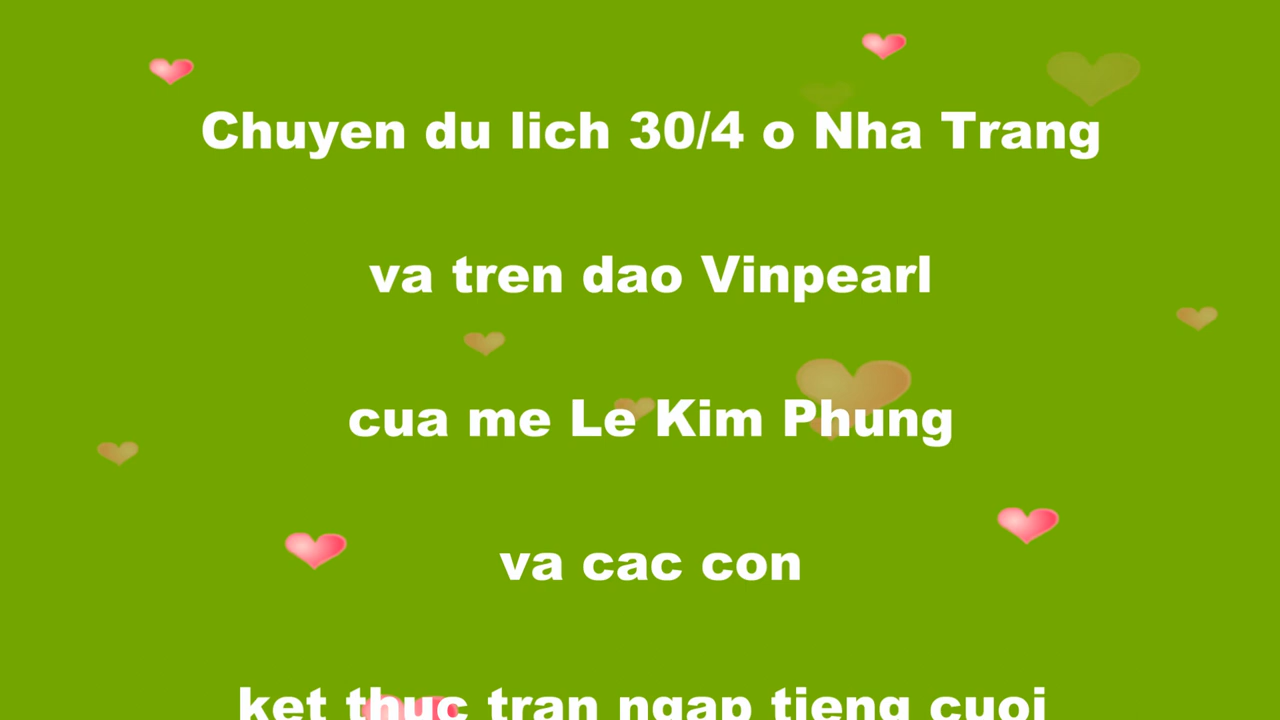 Chuyen du lich 30/4 o Nha Trang
va tren dao Vinpearl
cua me Le Kim Phung
va cac con
ket thuc tran ngap tieng cuoi